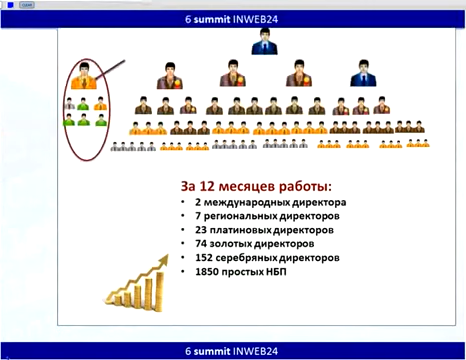 6 summit INWEB24
За 12 месяцев работы:
• 2 международных директора
• 7 региональных директоров
• 23 платиновых директоров
• 74 золотых директоров
• 152 серебряных директоров
• 1850 простых НБП
6 summit INWEB24